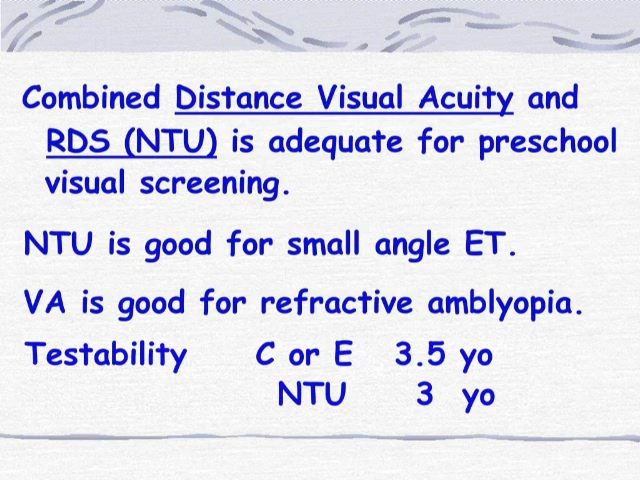 Combined Distance Visual Acuity and
RDS (NTU) is adequate for preschool
visual screening.
NTU is good for small angle ET.
VA is good for refractive amblyopia.
Testability C or E 3.5 yo
NTU 3 yo